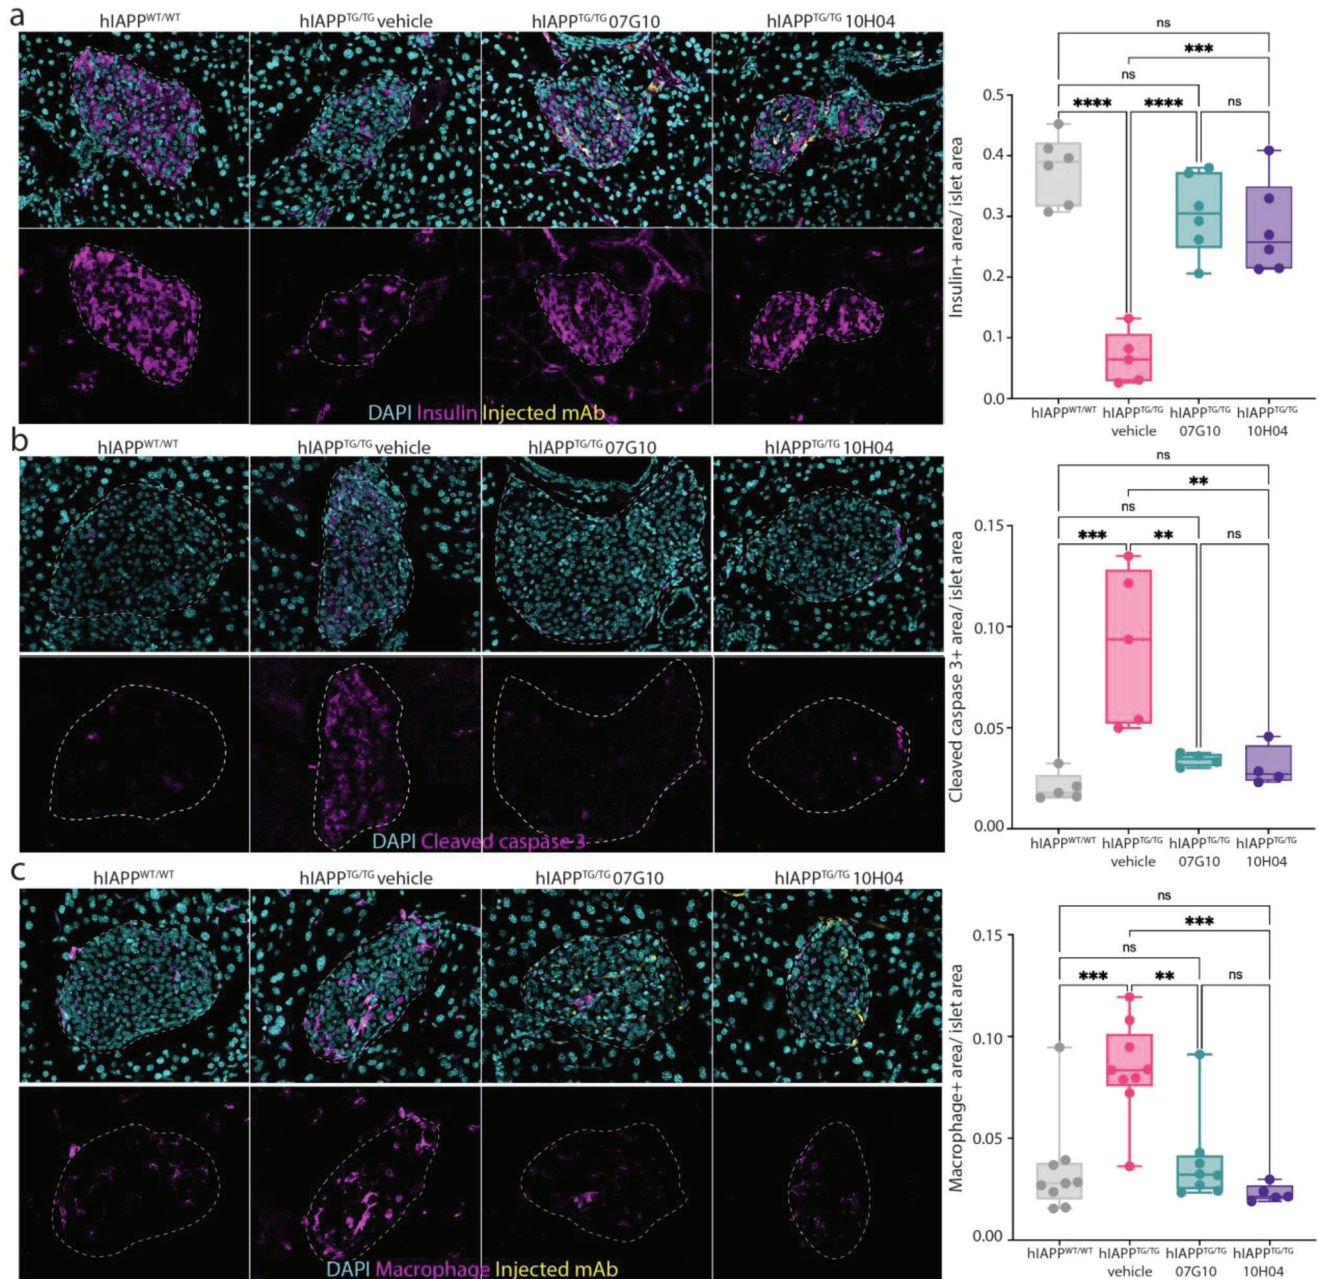 a
hIAPPWT/WT hIAPPTG/TG vehicle hIAPPTG/TG 07G10 hIAPPTG/TG 10H04
DAPI Insulin Injected mAb
ns
***
ns
**** **** ns
Insulin+ area/ islet area
0.5
0.4
0.3
0.2
0.1
0.0
hIAPPWT/WT hIAPPTG/TG hIAPPTG/TG hIAPPTG/TG
vehicle 07G10 10H04
b
hIAPPWT/WT hIAPPTG/TG vehicle hIAPPTG/TG 07G10 hIAPPTG/TG 10H04
DAPI Cleaved caspase 3
ns
**
ns
*** ** ns
Cleaved caspase 3+ area/ islet area
0.15
0.10
0.05
0.00
hIAPPWT/WT hIAPPTG/TG hIAPPTG/TG hIAPPTG/TG
vehicle 07G10 10H04
c
hIAPPWT/WT hIAPPTG/TG vehicle hIAPPTG/TG 07G10 hIAPPTG/TG 10H04
DAPI Macrophage Injected mAb
ns
***
ns
*** ** ns
Macrophage+ area/ islet area
0.15
0.10
0.05
0.00
hIAPPWT/WT hIAPPTG/TG hIAPPTG/TG hIAPPTG/TG
vehicle 07G10 10H04